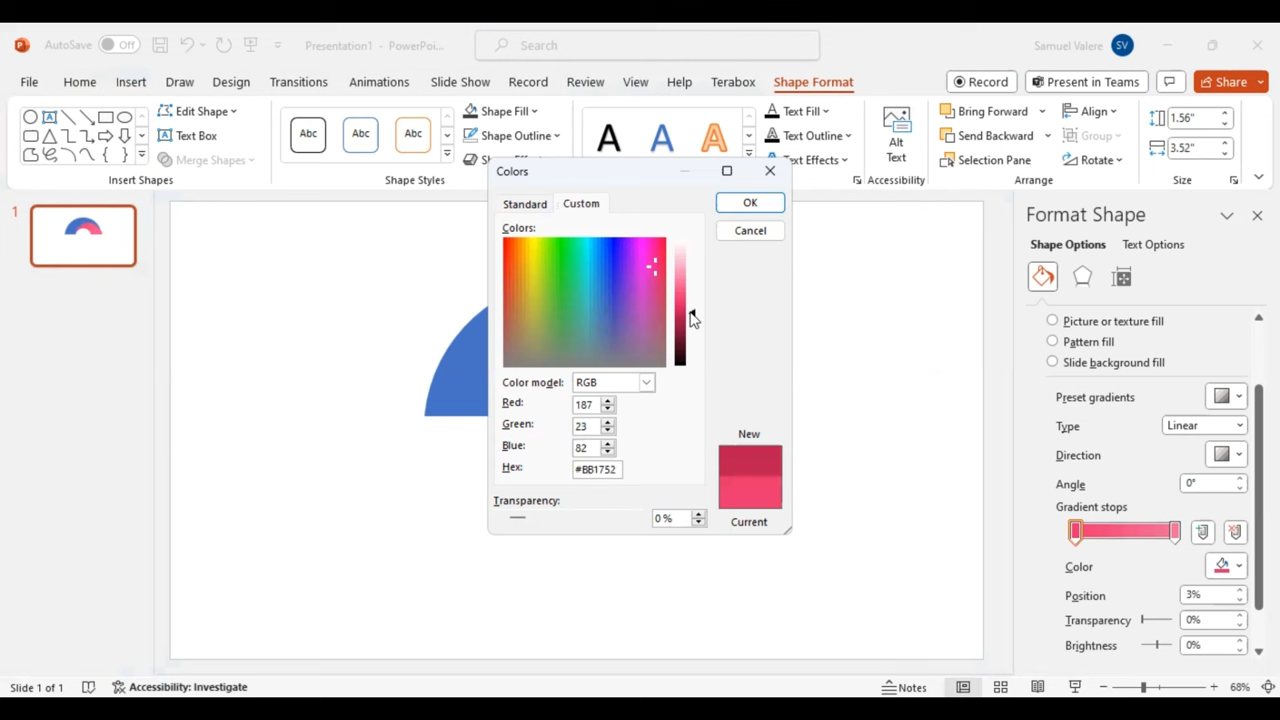 AutoSave Off Presentation1 - PowerPoi... Search Samuel Valere SV
File Home Insert Draw Design Transitions Animations Slide Show Record Review View Help Terabox Shape Format Record Present in Teams Share
Edit Shape Text Box Merge Shapes
Insert Shapes
Abc Abc Abc
Shape Fill
Shape Outline
Shape Styles
A A A
Text Fill
Text Outline
Text Effects
Alt Text
Accessibility
Bring Forward Align
Send Backward Group
Selection Pane Rotate
Arrange
1.56"
3.52"
Size
1
Colors
Standard Custom
OK
Cancel
Colors:
Color model: RGB
Red: 187
Green: 23
Blue: 82
Hex: #BB1752
Transparency:
0 %
New
Current
Format Shape
Shape Options Text Options
Picture or texture fill
Pattern fill
Slide background fill
Preset gradients
Type Linear
Direction
Angle 0°
Gradient stops
Color
Position 3%
Transparency 0%
Brightness 0%
Slide 1 of 1 Accessibility: Investigate Notes 68%